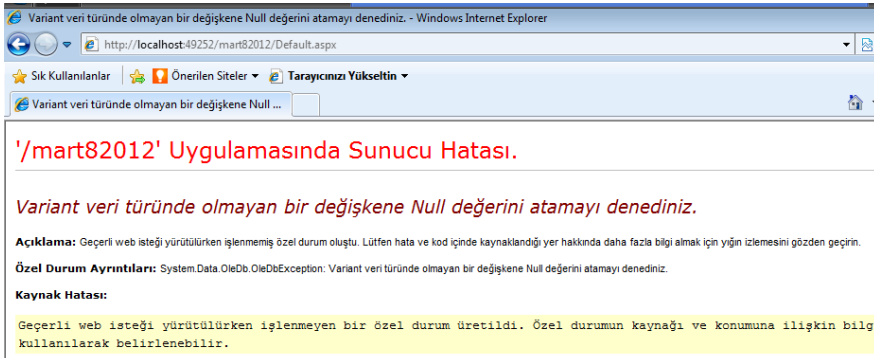 Variant veri türünde olmayan bir değişkene Null değerini atamayı denediniz. - Windows Internet Explorer
http://localhost:49252/mart82012/Default.aspx
Sık Kullanılanlar Önerilen Siteler Tarayıcınızı Yükseltin
Variant veri türünde olmayan bir değişkene Null ...
'/mart82012' Uygulamasında Sunucu Hatası.
Variant veri türünde olmayan bir değişkene Null değerini atamayı denediniz.
Açıklama: Geçerli web isteği yürütülürken işlenmemiş özel durum oluştu. Lütfen hata ve kod içinde kaynaklandığı yer hakkında daha fazla bilgi almak için yığın izlemesini gözden geçirin.
Özel Durum Ayrıntıları: System.Data.OleDb.OleDbException: Variant veri türünde olmayan bir değişkene Null değerini atamayı denediniz.
Kaynak Hatası:
Geçerli web isteği yürütülürken işlenmeyen bir özel durum üretildi. Özel durumun kaynağı ve konumuna ilişkin bilg
kullanılarak belirlenebilir.